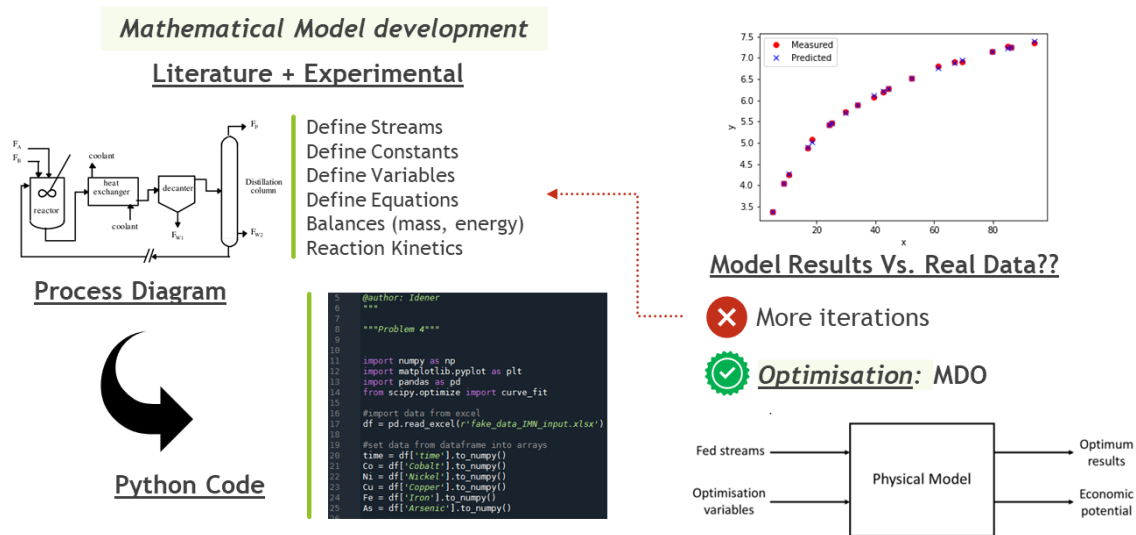 Mathematical Model development
Literature + Experimental
F_A
F_B
coolant
reactor
heat
exchanger
coolant
decanter
F_W1
F_P
Distillation
column
F_W2
Process Diagram
Define Streams
Define Constants
Define Variables
Define Equations
Balances (mass, energy)
Reaction Kinetics
Python Code
5 @author: Idener
6 """
7
8 """Problem 4"""
9
10
11 import numpy as np
12 import matplotlib.pyplot as plt
13 import pandas as pd
14 from scipy.optimize import curve_fit
15
16 #import data from excel
17 df = pd.read_excel(r'fake_data_IMN_input.xlsx')
18
19 #set data from dataframe into arrays
20 time = df['time'].to_numpy()
21 Co = df['Cobalt'].to_numpy()
22 Ni = df['Nickel'].to_numpy()
23 Cu = df['Copper'].to_numpy()
24 Fe = df['Iron'].to_numpy()
25 As = df['Arsenic'].to_numpy()
Measured
Predicted
7.5
7.0
6.5
6.0
5.5
5.0
4.5
4.0
3.5
y
20 40 60 80
x
Model Results Vs. Real Data??
More iterations
Optimisation: MDO
Fed streams
Optimisation
variables
Physical Model
Optimum
results
Economic
potential